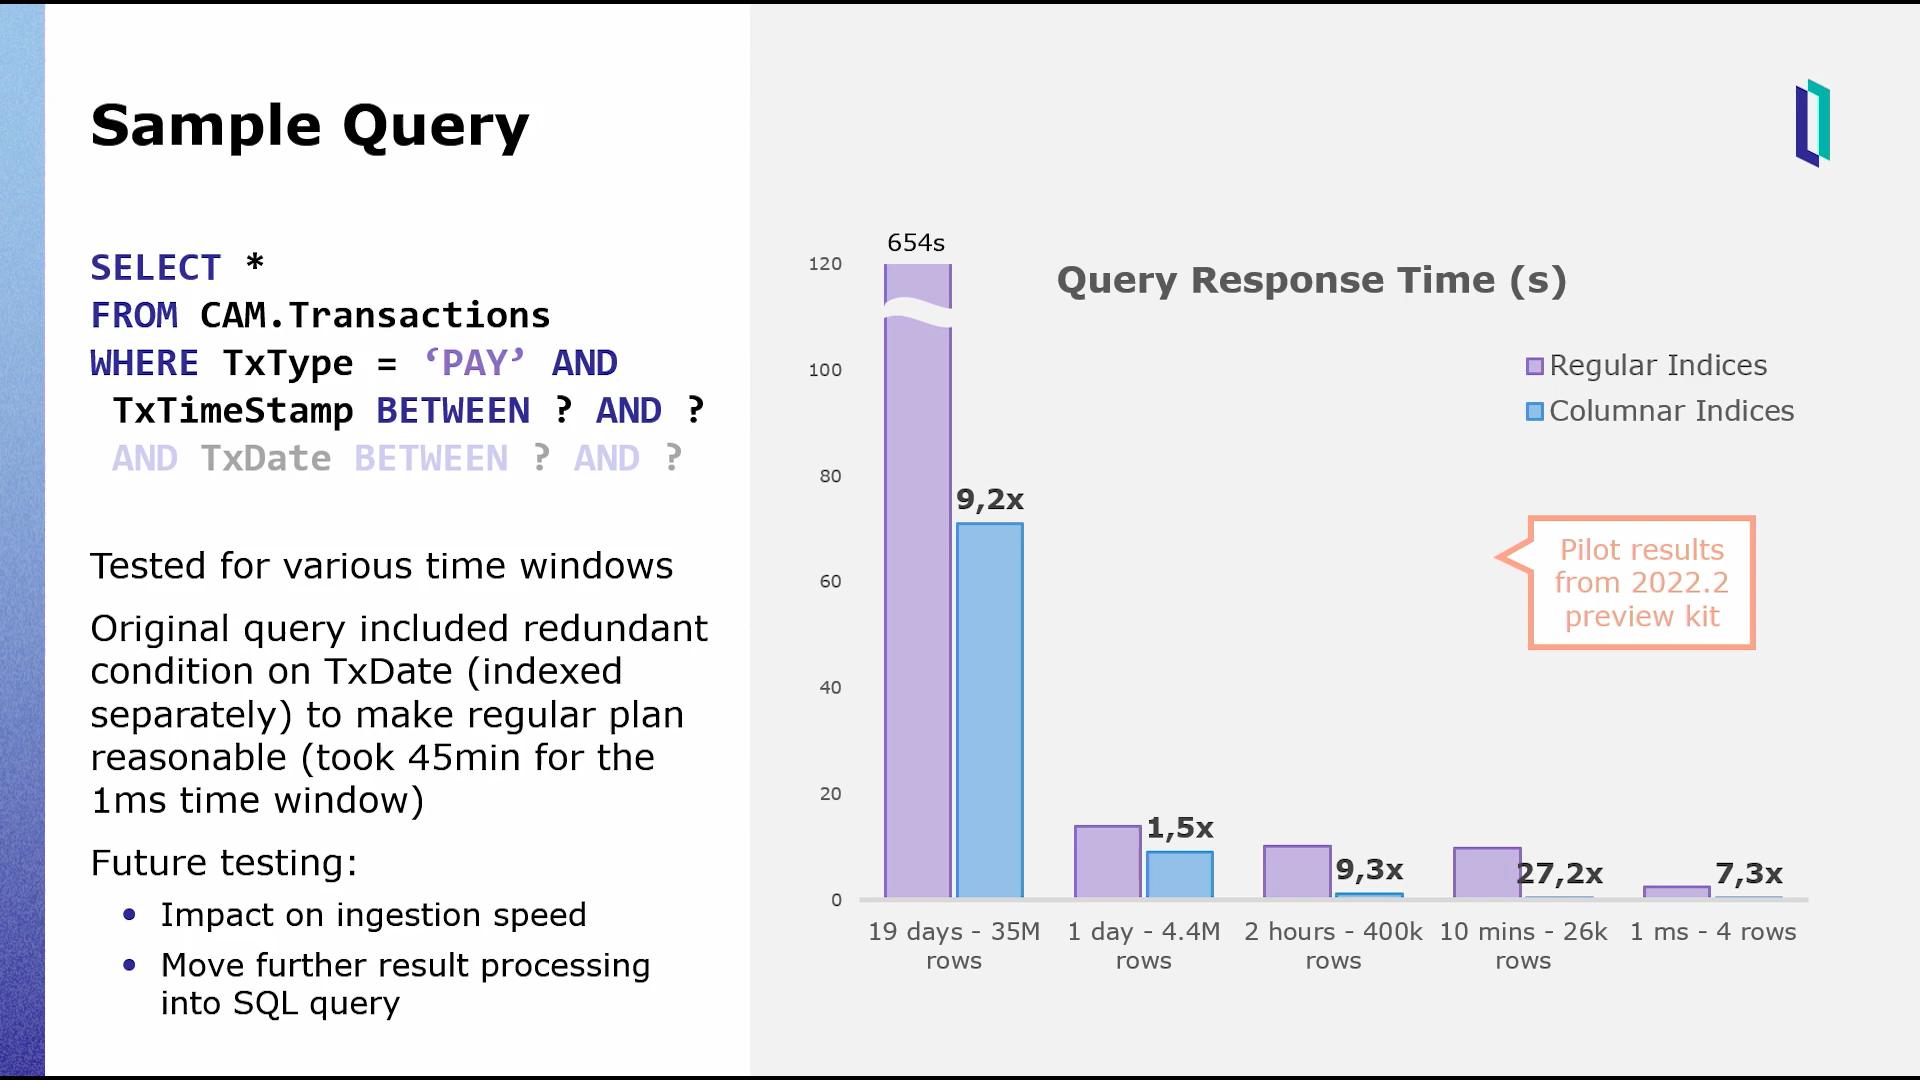 Sample Query
SELECT *
FROM CAM.Transactions
WHERE TxType = ‘PAY’ AND
TxTimeStamp BETWEEN ? AND ?
AND TxDate BETWEEN ? AND ?
Tested for various time windows
Original query included redundant
condition on TxDate (indexed
separately) to make regular plan
reasonable (took 45min for the
1ms time window)
Future testing:
• Impact on ingestion speed
• Move further result processing
into SQL query
Query Response Time (s)
654s
120
100
80
60
40
20
0
9,2x
1,5x
9,3x
27,2x
7,3x
Regular Indices
Columnar Indices
Pilot results
from 2022.2
preview kit
19 days - 35M
rows
1 day - 4.4M
rows
2 hours - 400k
rows
10 mins - 26k
rows
1 ms - 4 rows